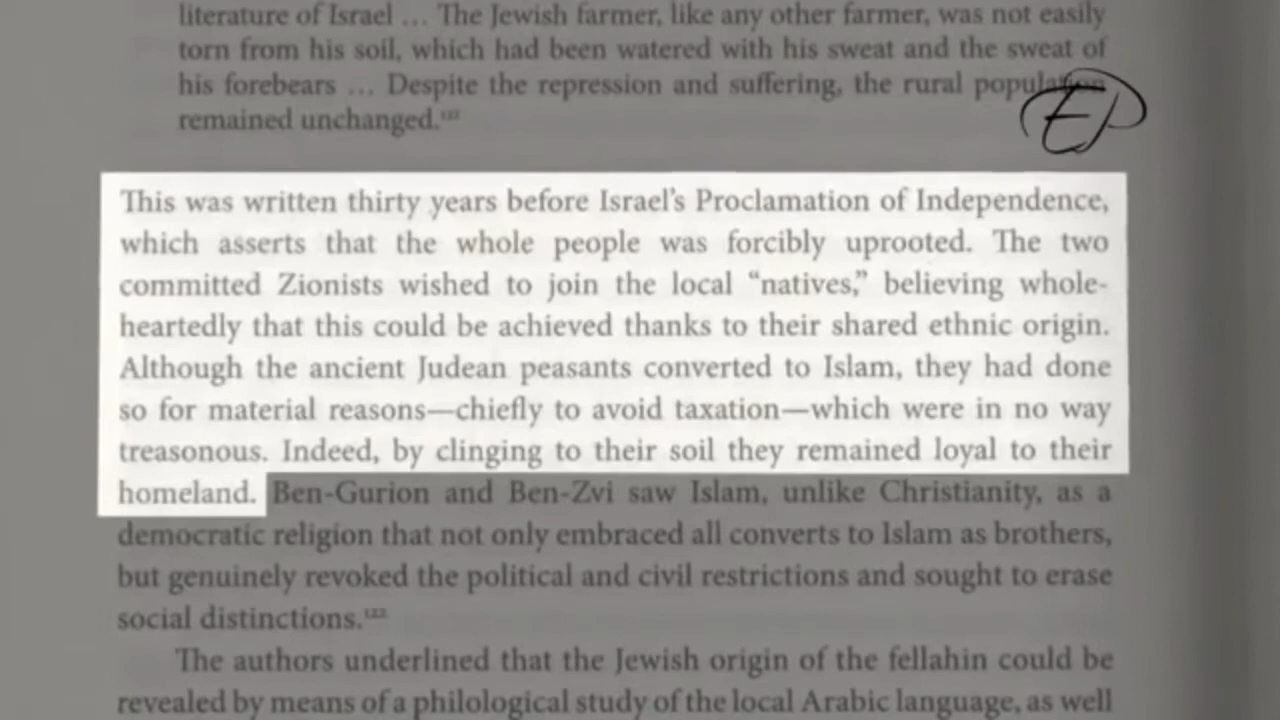 literature of Israel … The Jewish farmer, like any other farmer, was not easily
torn from his soil, which had been watered with his sweat and the sweat of
his forebears … Despite the repression and suffering, the rural population
remained unchanged.¹²¹
EP
This was written thirty years before Israel’s Proclamation of Independence,
which asserts that the whole people was forcibly uprooted. The two
committed Zionists wished to join the local “natives,” believing whole-
heartedly that this could be achieved thanks to their shared ethnic origin.
Although the ancient Judean peasants converted to Islam, they had done
so for material reasons—chiefly to avoid taxation—which were in no way
treasonous. Indeed, by clinging to their soil they remained loyal to their
homeland. Ben-Gurion and Ben-Zvi saw Islam, unlike Christianity, as a
democratic religion that not only embraced all converts to Islam as brothers,
but genuinely revoked the political and civil restrictions and sought to erase
social distinctions.¹²²
The authors underlined that the Jewish origin of the fellahin could be
revealed by means of a philological study of the local Arabic language, as well